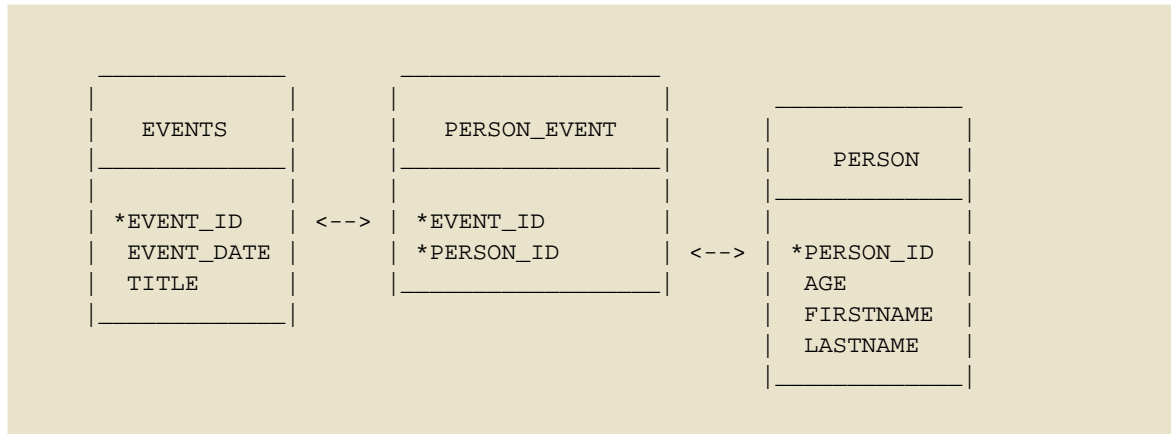 EVENTS
PERSON_EVENT
PERSON
*EVENT_ID <--> *EVENT_ID
EVENT_DATE *PERSON_ID <--> *PERSON_ID
TITLE AGE
FIRSTNAME
LASTNAME